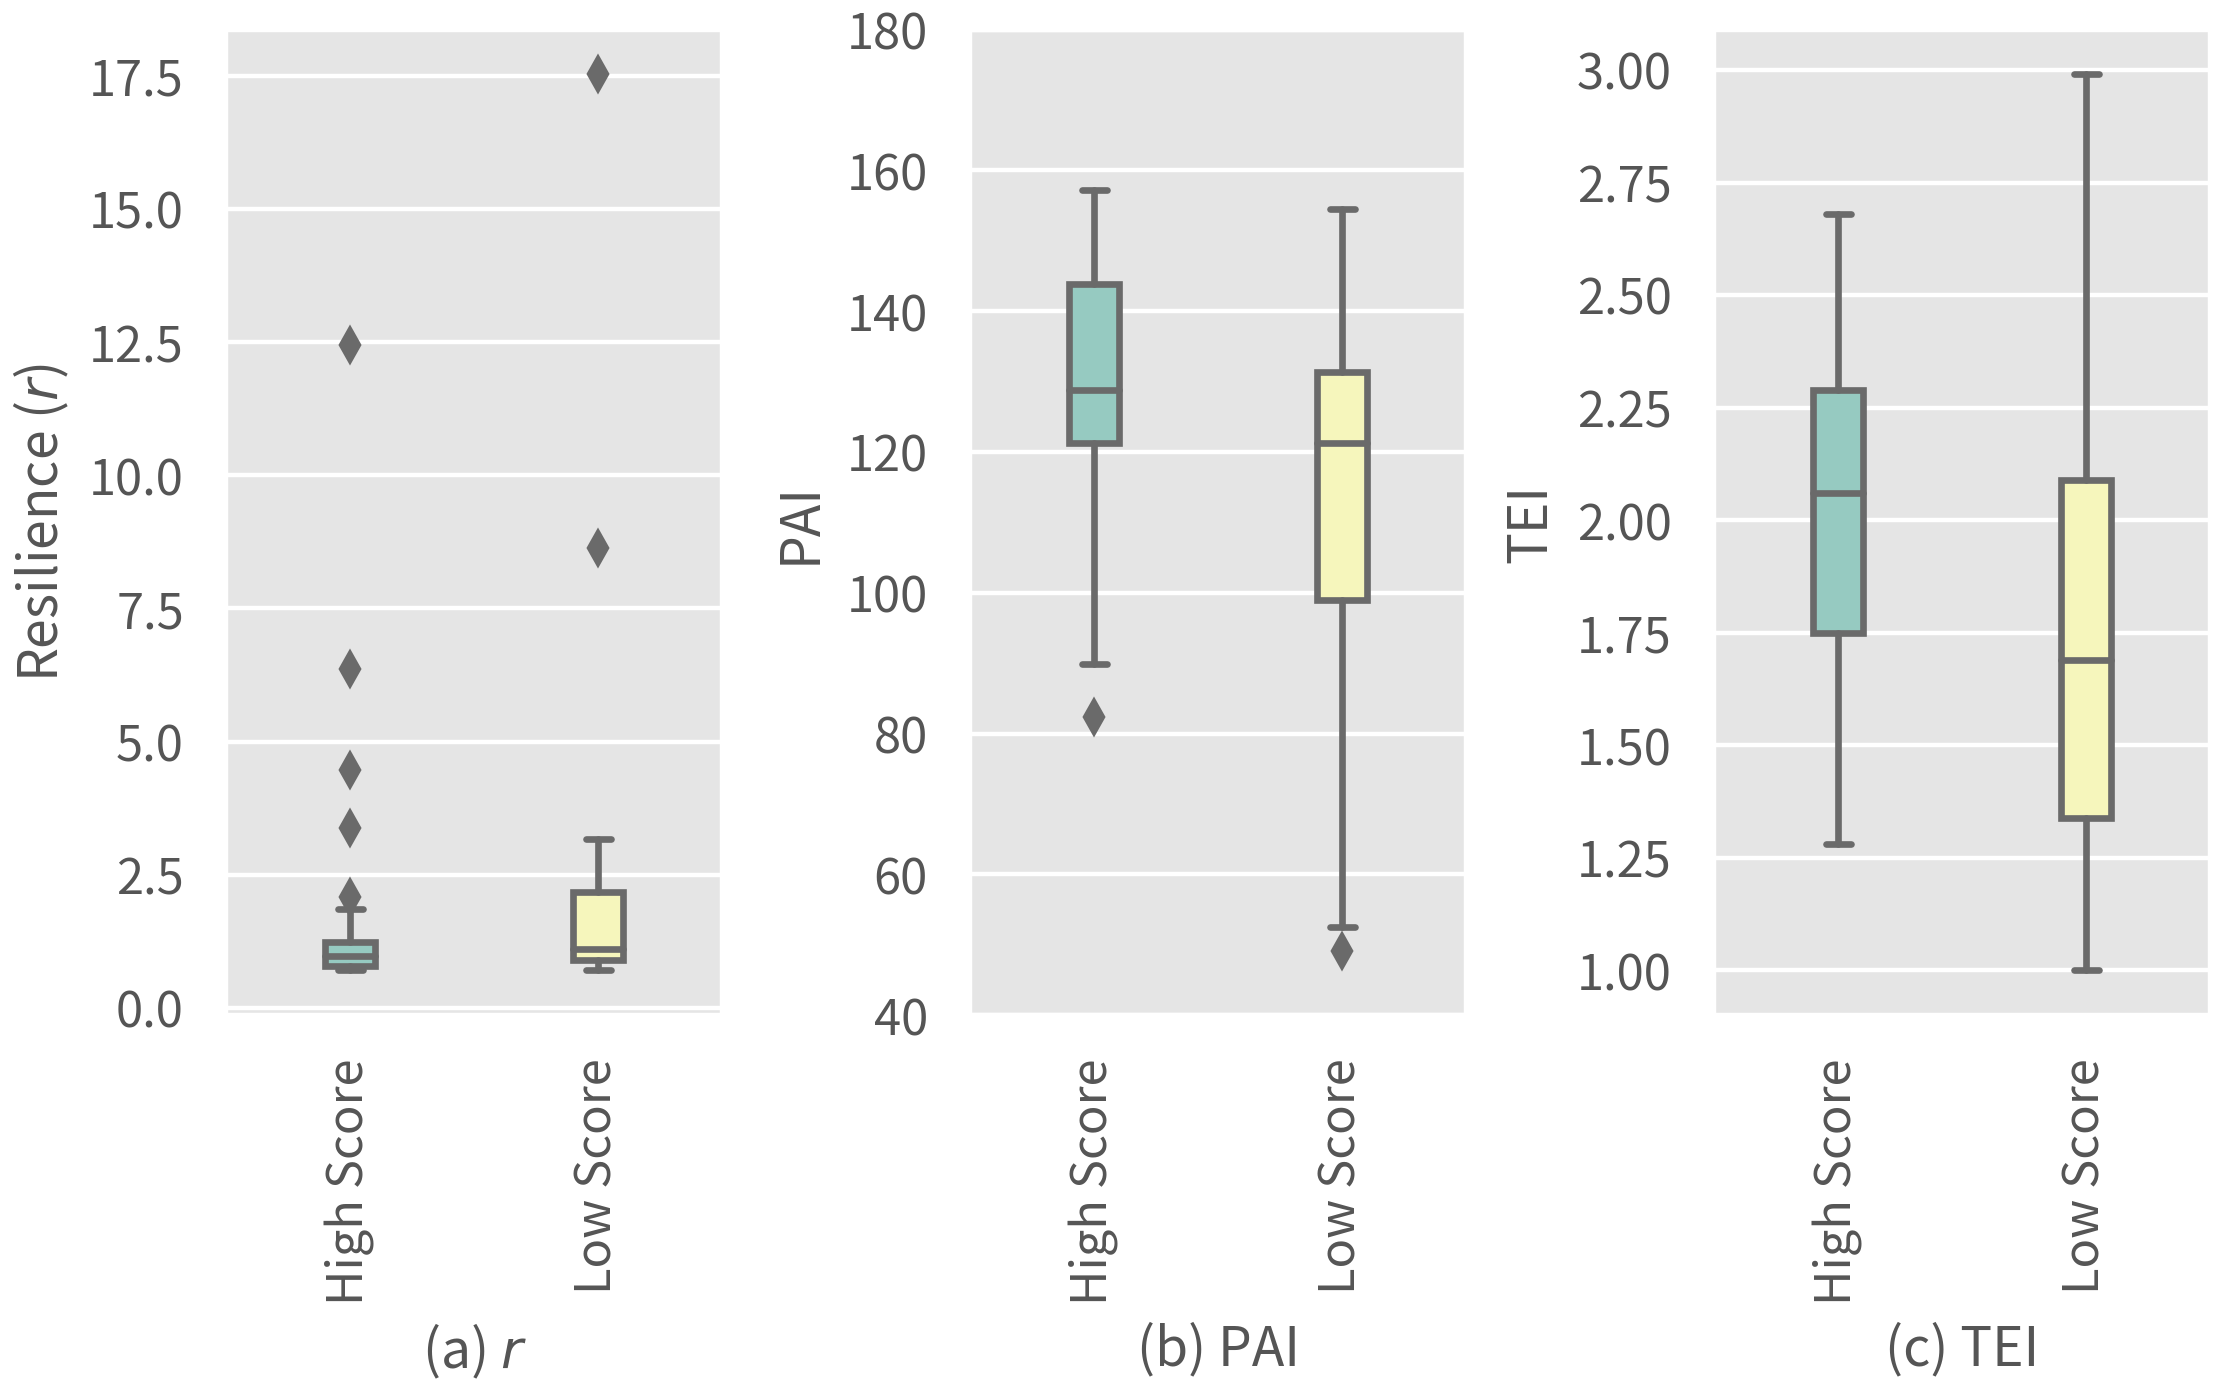 Resilience (r)
17.5
15.0
12.5
10.0
7.5
5.0
2.5
0.0
High Score
Low Score
(a) r
PAI
180
160
140
120
100
80
60
40
High Score
Low Score
(b) PAI
TEI
3.00
2.75
2.50
2.25
2.00
1.75
1.50
1.25
1.00
High Score
Low Score
(c) TEI